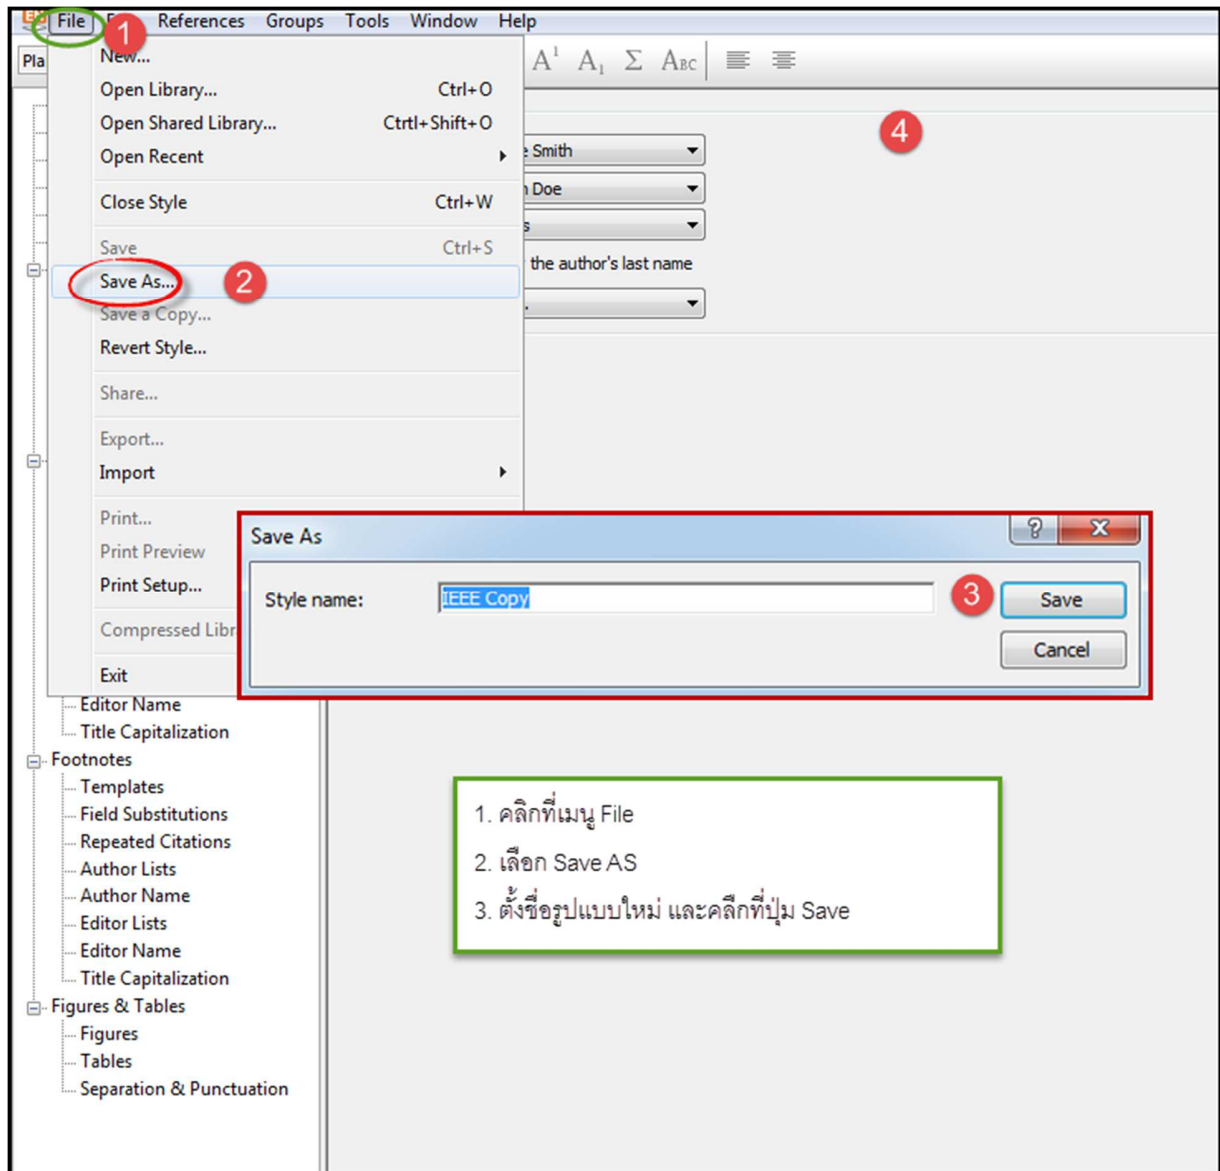 File References Groups Tools Window Help
1
New...
Open Library... Ctrl+O
Open Shared Library... Ctrtl+Shift+O
4
Open Recent
Smith
Doe
Close Style Ctrl+W
Save Ctrl+S
the author's last name
Save As... 2
Save a Copy...
Revert Style...
Share...
Export...
Import
Print...
Save As
Print Preview
Print Setup...
Style name: IEEE Copy 3 Save
Compressed
Cancel
Exit
Editor Name
Title Capitalization
Footnotes
Templates
Field Substitutions
Repeated Citations
Author Lists
Author Name
Editor Lists
Editor Name
Title Capitalization
Figures & Tables
Figures
Tables
Separation & Punctuation
1. คลิกที่เมนู File
2. เลือก Save AS
3. ตั้งชื่อรูปแบบใหม่ และคลืกที่ปุ่ม Save